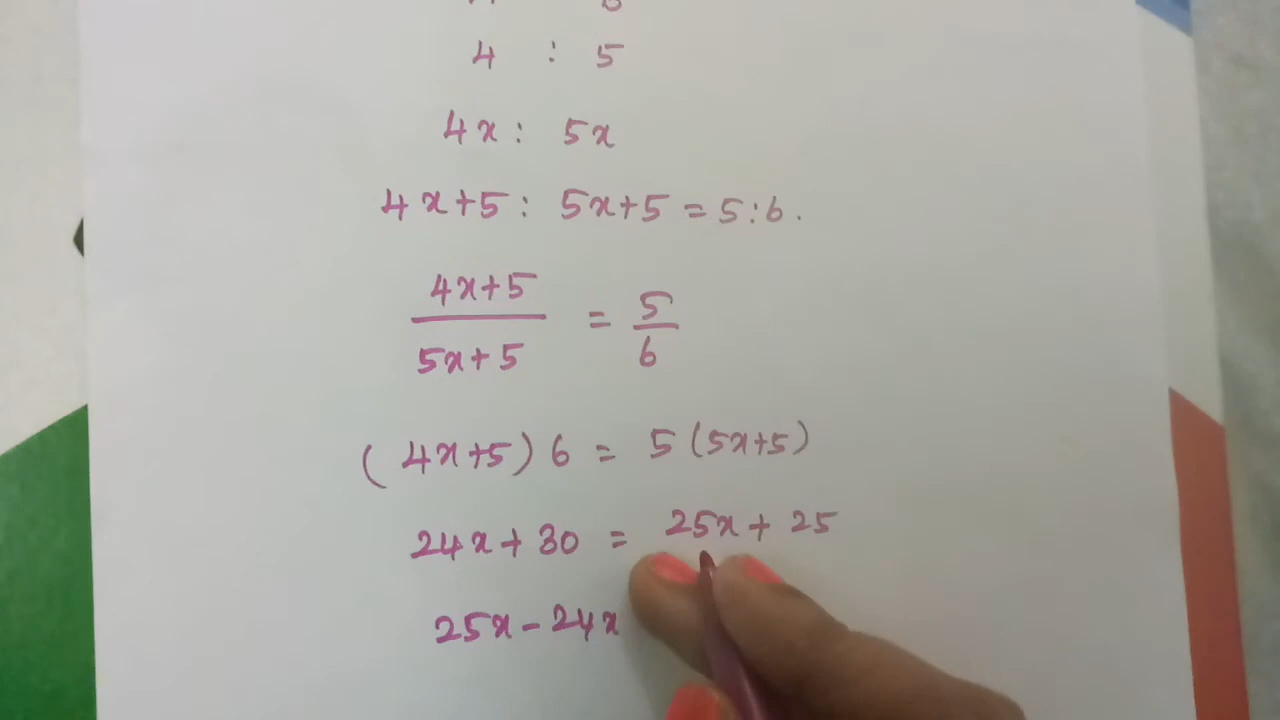 4 : 5
4x : 5x
4x+5 : 5x+5 = 5:6.
4x+5
5x+5
= 5
6
(4x+5) 6 = 5 (5x+5)
24x + 30 = 25x + 25
25x - 24x